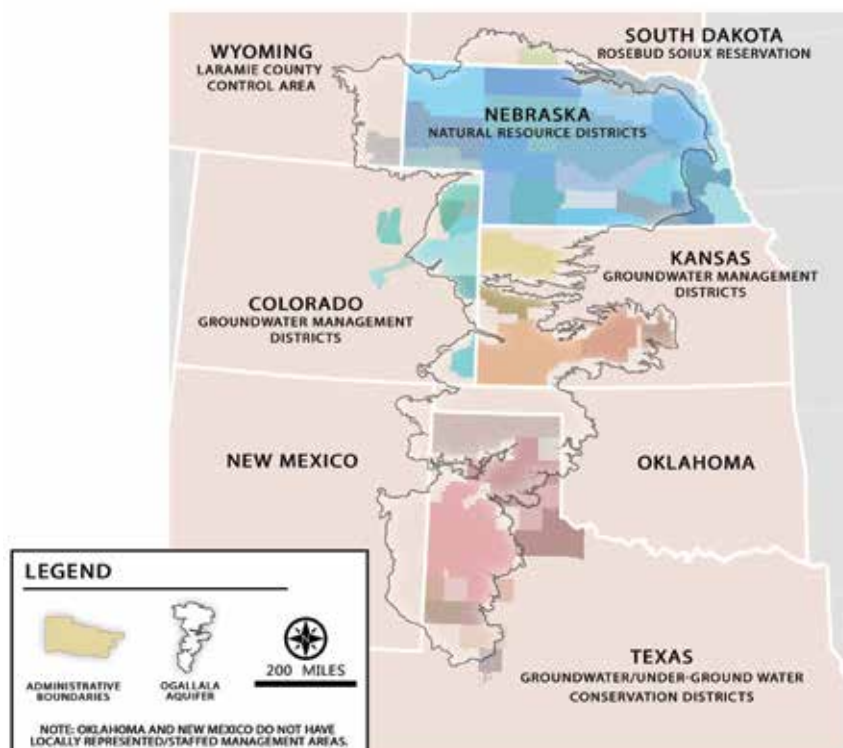 WYOMING
LARAMIE COUNTY
CONTROL AREA
SOUTH DAKOTA
ROSEBUD SOIUX RESERVATION
NEBRASKA
NATURAL RESOURCE DISTRICTS
KANSAS
GROUNDWATER MANAGEMENT
DISTRICTS
COLORADO
GROUNDWATER MANAGEMENT
DISTRICTS
NEW MEXICO
OKLAHOMA
TEXAS
GROUNDWATER/UNDER-GROUND WATER
CONSERVATION DISTRICTS
LEGEND
ADMINISTRATIVE
BOUNDARIES
OGALLALA
AQUIFER
200 MILES
NOTE: OKLAHOMA AND NEW MEXICO DO NOT HAVE
LOCALLY REPRESENTED/STAFFED MANAGEMENT AREAS.